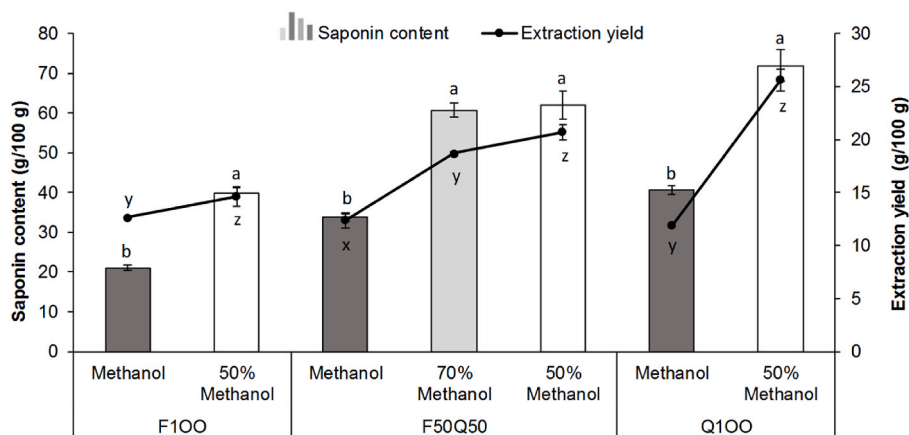 Saponin content
Extraction yield
Saponin content (g/100 g)
80
70
60
50
40
30
20
10
0
30
25
20
15
10
5
0
Extraction yield (g/100 g)
y
b
a
z
b
x
a
y
a
z
b
y
a
z
Methanol
50%
Methanol
Methanol
70%
Methanol
50%
Methanol
Methanol
50%
Methanol
F1OO
F50Q50
Q1OO